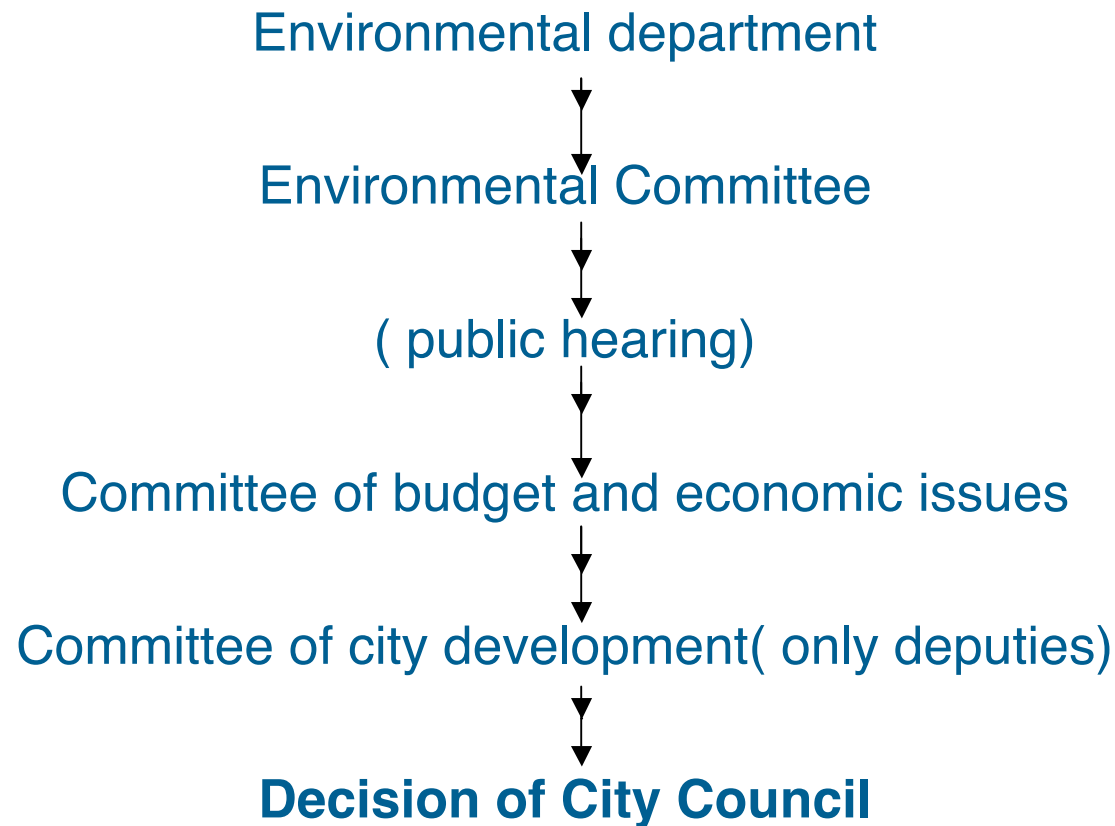 Environmental department
Environmental Committee
( public hearing)
Committee of budget and economic issues
Committee of city development( only deputies)
Decision of City Council